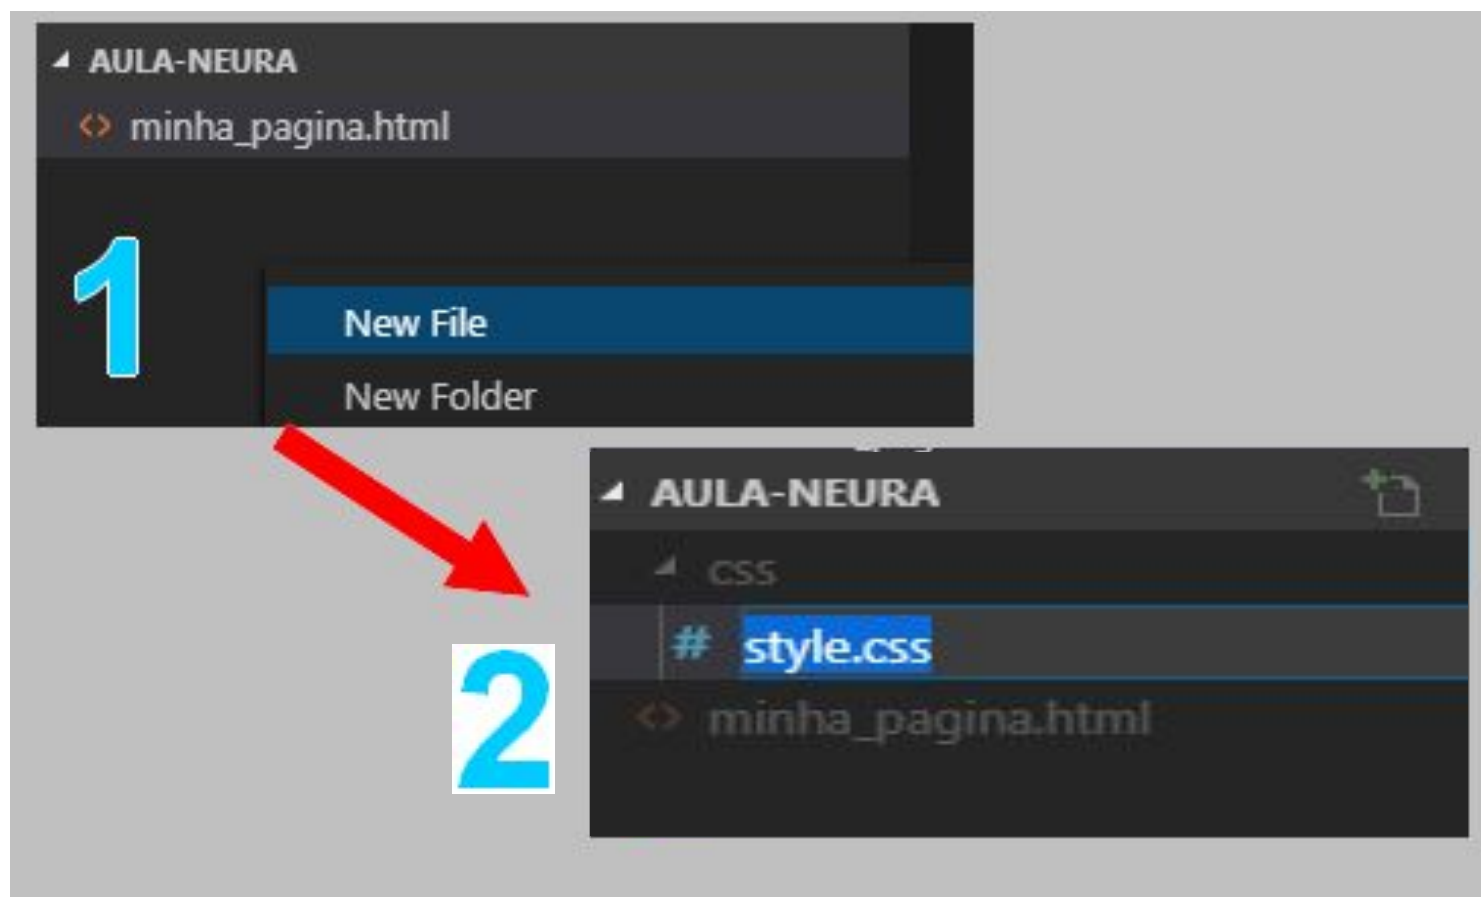 AULA-NEURA
<> minha_pagina.html
1
New File
New Folder
AULA-NEURA
css
# style.css
2
<> minha_pagina.html